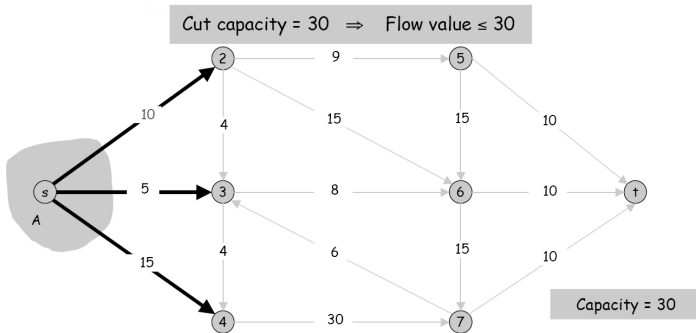 Cut capacity = 30 ⇒ Flow value ≤ 30
2 9 5
10 4 15 15 10
s 5 3 8 6 10 t
A
15 4 6 15 10
4 30 7
Capacity = 30